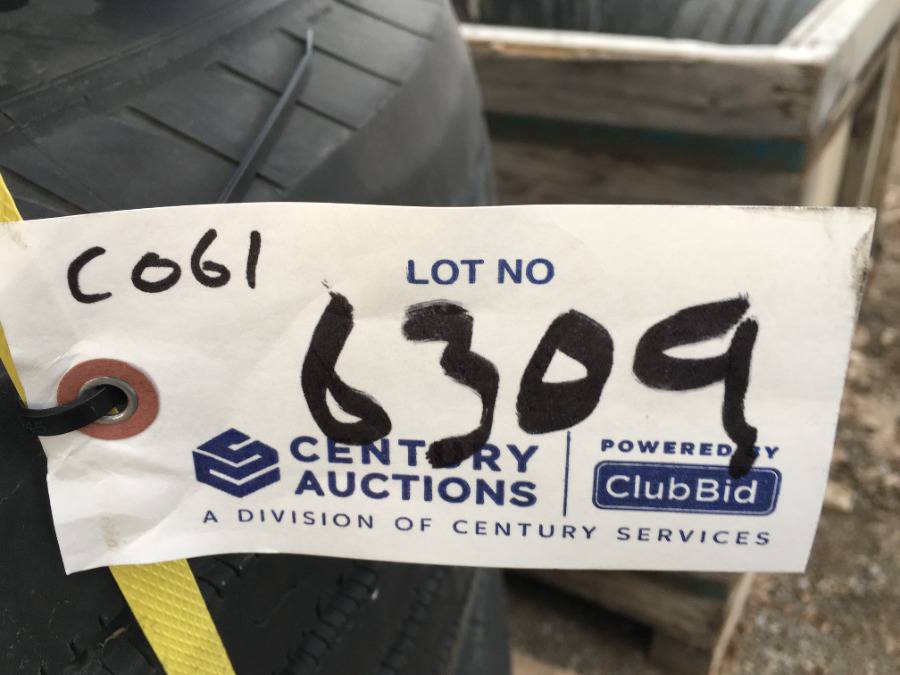 C061
LOT NO
6309
CENTURY
AUCTIONS
A DIVISION OF CENTURY SERVICES
POWERED BY
ClubBid